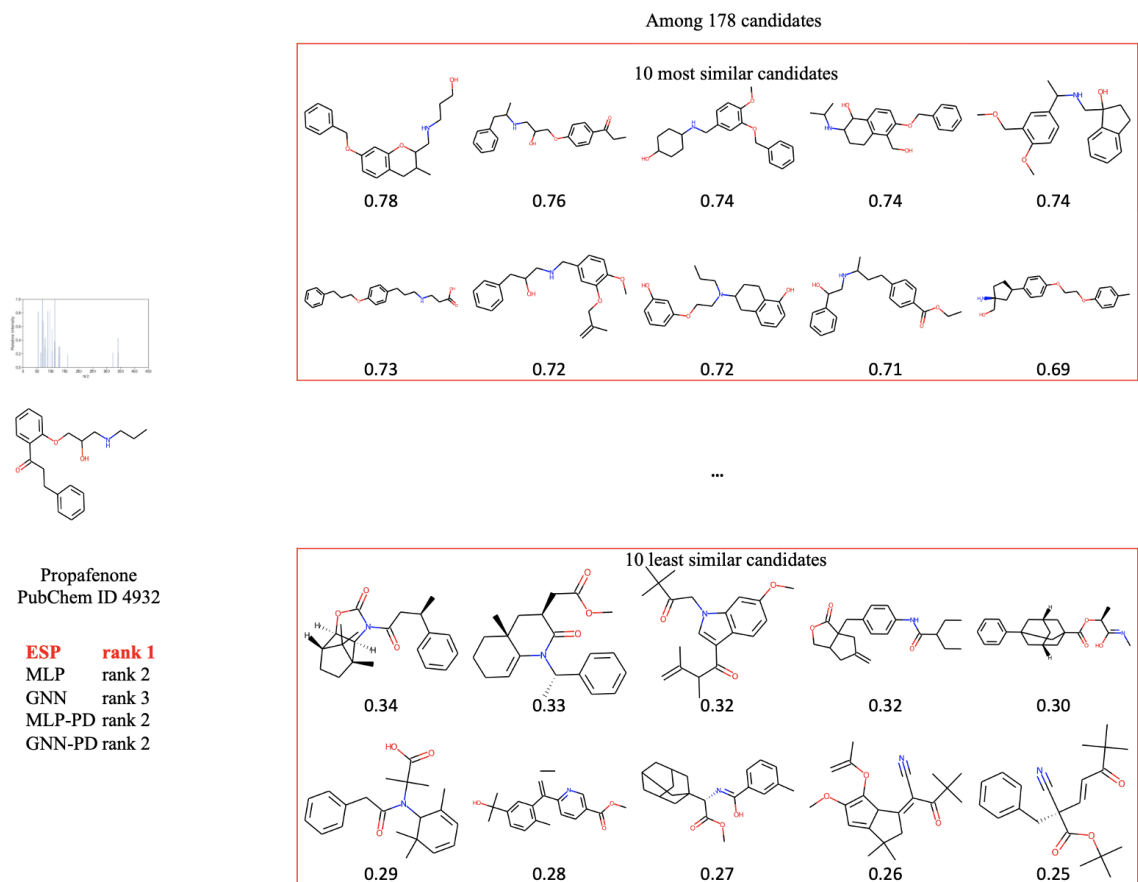 Among 178 candidates
10 most similar candidates
0.78 0.76 0.74 0.74 0.74
0.73 0.72 0.72 0.71 0.69
...
10 least similar candidates
0.34 0.33 0.32 0.32 0.30
0.29 0.28 0.27 0.26 0.25
Propafenone
PubChem ID 4932
ESP rank 1
MLP rank 2
GNN rank 3
MLP-PD rank 2
GNN-PD rank 2